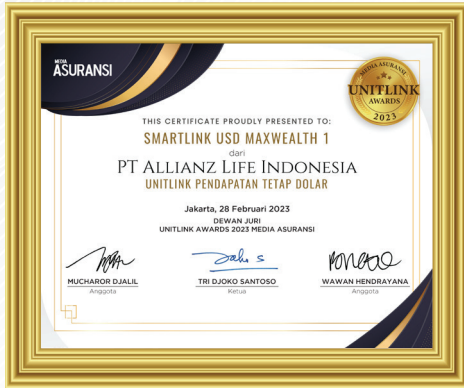 MEDIA
ASURANSI
MEDIA ASURANSI
UNITLINK
AWARDS
2023
THIS CERTIFICATE PROUDLY PRESENTED TO:
SMARTLINK USD MAXWEALTH 1
dari
PT ALLIANZ LIFE INDONESIA
UNITLINK PENDAPATAN TETAP DOLAR
Jakarta, 28 Februari 2023
DEWAN JURI
UNITLINK AWARDS 2023 MEDIA ASURANSI
MUCHAROR DJALIL
Anggota
TRI DJOKO SANTOSO
Ketua
WAWAN HENDRAYANA
Anggota